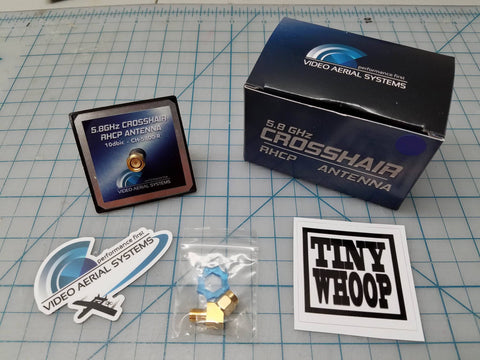 performance first
VIDEO AERIAL SYSTEMS
5.8 GHz
CROSSHAIR
RHCP ANTENNA
5.8GHz CROSSHAIR
RHCP ANTENNA
10dbic -
VIDEO AERIAL SYSTEMS
performance first
VIDEO AERIAL SYSTEMS
TINY
WHOOP